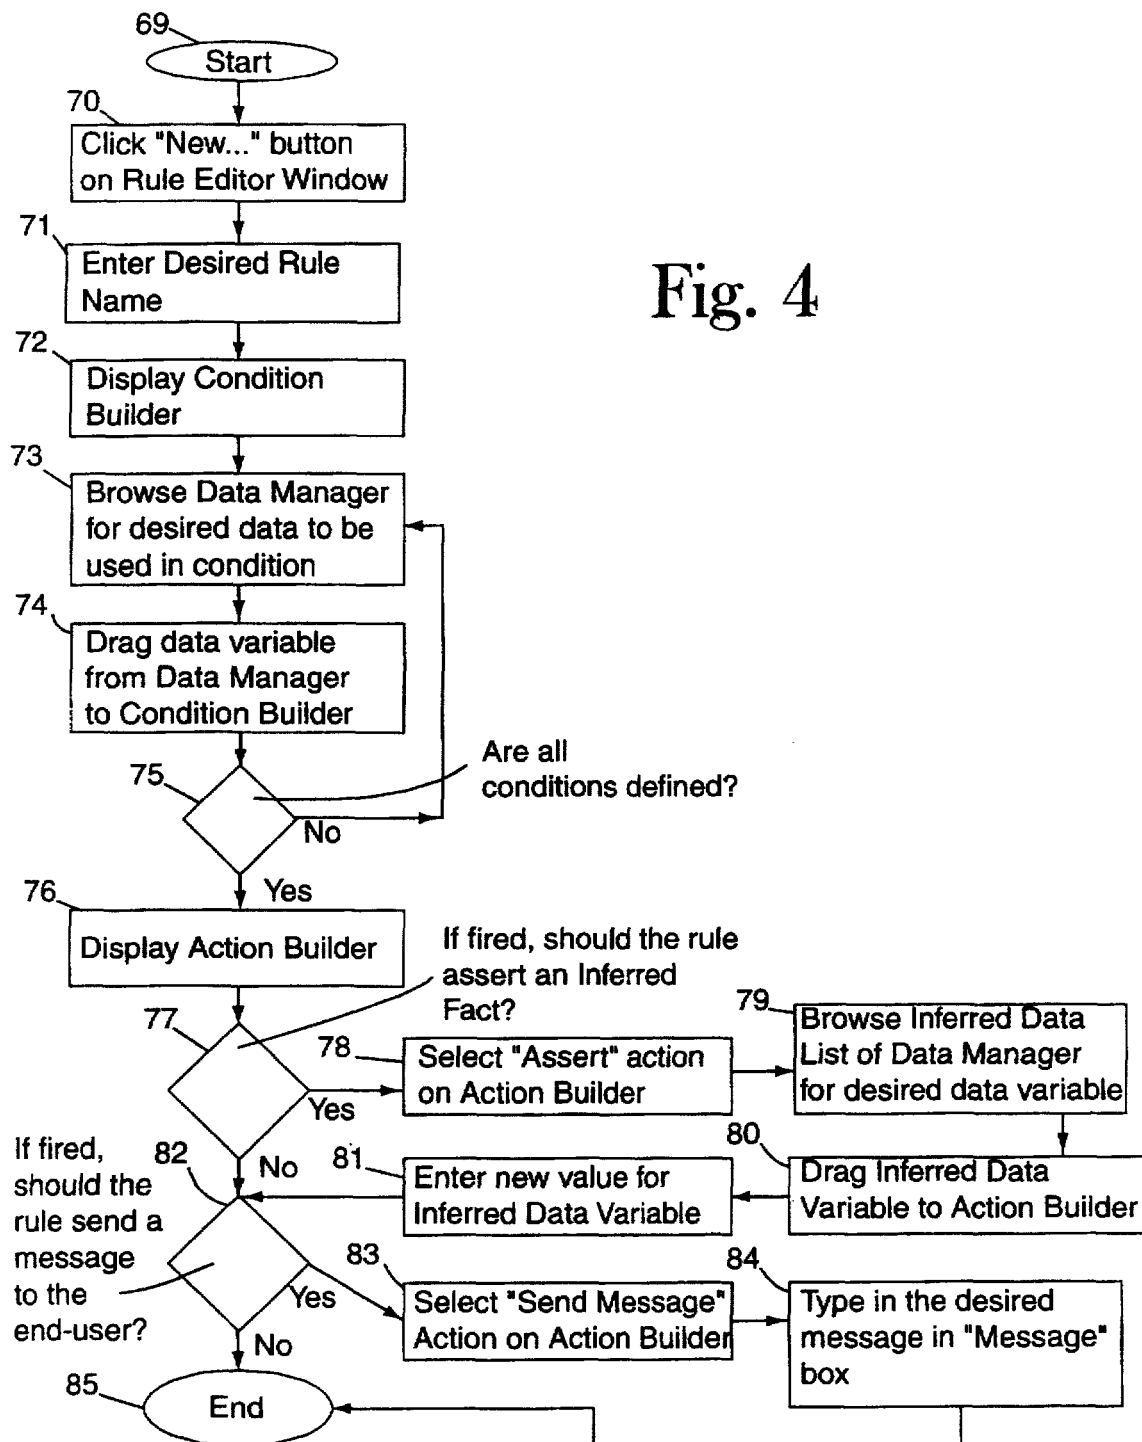 69
Start
70
Click "New..." button
on Rule Editor Window
71
Enter Desired Rule
Name
Fig. 4
72
Display Condition
Builder
73
Browse Data Manager
for desired data to be
used in condition
74
Drag data variable
from Data Manager
to Condition Builder
75
Are all
conditions defined?
No
Yes
76
Display Action Builder
If fired, should the rule
assert an Inferred
Fact?
77
Yes
78
Select "Assert" action
on Action Builder
79
Browse Inferred Data
List of Data Manager
for desired data variable
80
Drag Inferred Data
Variable to Action Builder
81
Enter new value for
Inferred Data Variable
No
82
If fired,
should the
rule send a
message
to the
end-user?
Yes
83
Select "Send Message"
Action on Action Builder
84
Type in the desired
message in "Message"
box
No
85
End